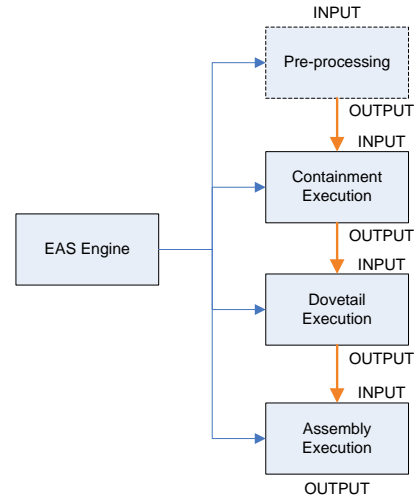 INPUT
Pre-processing
OUTPUT
INPUT
Containment
Execution
OUTPUT
INPUT
EAS Engine
Dovetail
Execution
OUTPUT
INPUT
Assembly
Execution
OUTPUT